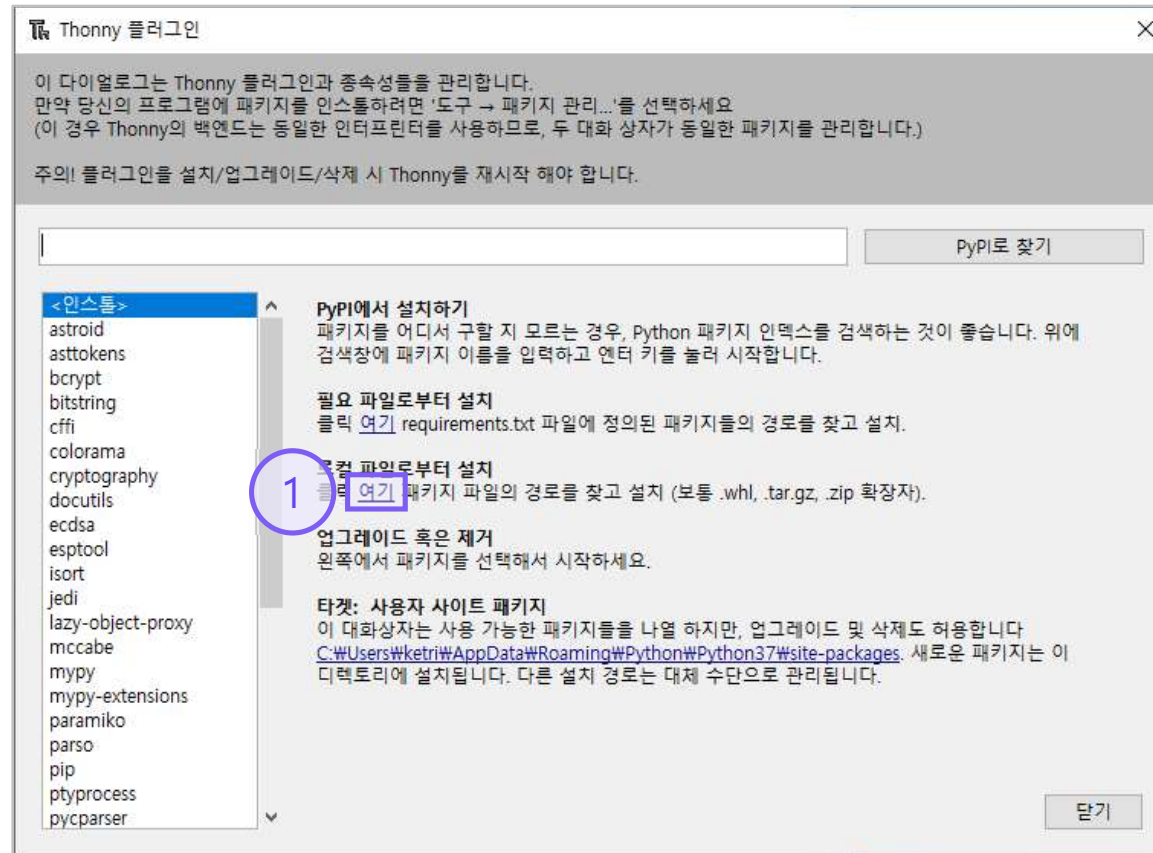 Thonny 플러그인
이 다이얼로그는 Thonny 플러그인과 종속성들을 관리합니다.
만약 당신의 프로그램에 패키지를 인스톨하려면 '도구 → 패키지 관리...'를 선택하세요
(이 경우 Thonny의 백엔드는 동일한 인터프린터를 사용하므로, 두 대화 상자가 동일한 패키지를 관리합니다.)
주의! 플러그인을 설치/업그레이드/삭제 시 Thonny를 재시작 해야 합니다.
PyPI로 찾기
<인스톨>
astroid
asttokens
bcrypt
bitstring
cffi
colorama
cryptography
docutils
ecdsa
esptool
isort
jedi
lazy-object-proxy
mccabe
mypy
mypy-extensions
paramiko
parso
pip
ptyprocess
pycparser
PyPI에서 설치하기
패키지를 어디서 구할 지 모르는 경우, Python 패키지 인덱스를 검색하는 것이 좋습니다. 위에
검색창에 패키지 이름을 입력하고 엔터 키를 눌러 시작합니다.
필요 파일로부터 설치
클릭 여기 requirements.txt 파일에 정의된 패키지들의 경로를 찾고 설치.
로컬 파일로부터 설치
1
클릭 여기 패키지 파일의 경로를 찾고 설치 (보통 .whl, .tar.gz, .zip 확장자).
업그레이드 혹은 제거
왼쪽에서 패키지를 선택해서 시작하세요.
타겟: 사용자 사이트 패키지
이 대화상자는 사용 가능한 패키지들을 나열 하지만, 업그레이드 및 삭제도 허용합니다
C:₩Users₩ketri₩AppData₩Roaming₩Python₩Python37₩site-packages. 새로운 패키지는 이
디렉토리에 설치됩니다. 다른 설치 경로는 대체 수단으로 관리됩니다.
닫기